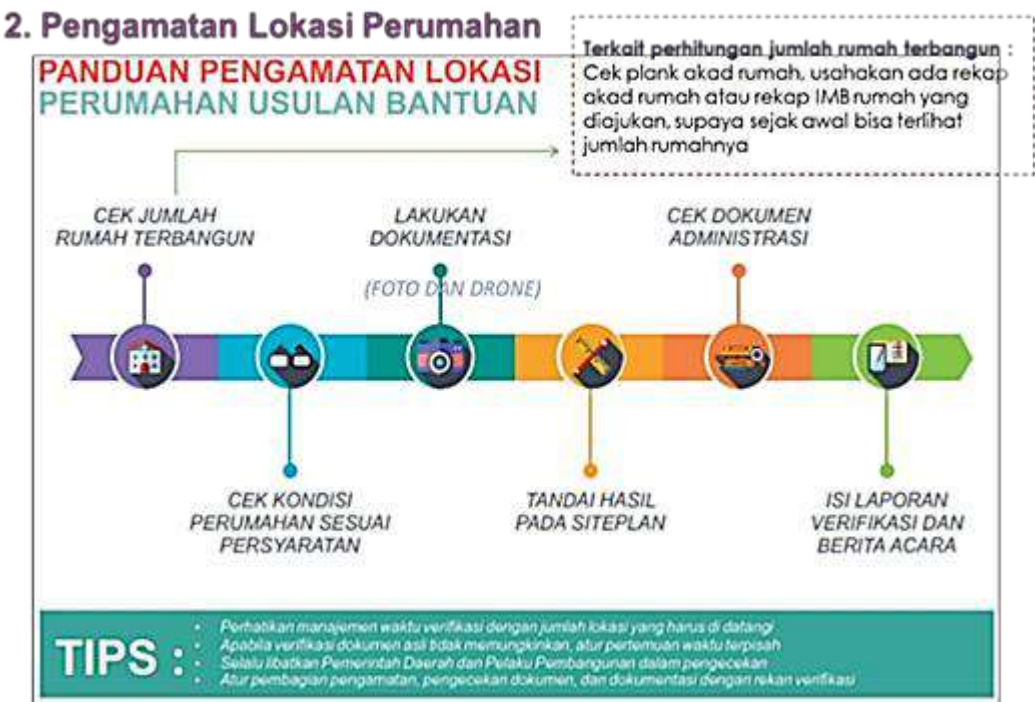 2. Pengamatan Lokasi Perumahan
PANDUAN PENGAMATAN LOKASI
PERUMAHAN USULAN BANTUAN
Terkait perhitungan jumlah rumah terbangun :
Cek plank akad rumah, usahakan ada rekap
akad rumah atau rekap IMB rumah yang
diajukan, supaya sejak awal bisa terlihat
jumlah rumahnya
CEK JUMLAH
RUMAH TERBANGUN
LAKUKAN
DOKUMENTASI
(FOTO DAN DRONE)
CEK DOKUMEN
ADMINISTRASI
CEK KONDISI
PERUMAHAN SESUAI
PERSYARATAN
TANDAI HASIL
PADA SITEPLAN
ISI LAPORAN
VERIFIKASI DAN
BERITA ACARA
TIPS :
• Perhatikan manajemen waktu verifikasi dengan jumlah lokasi yang harus di datangi
• Apabila verifikasi dokumen asli tidak memungkinkan, atur pertemuan waktu terpisah
• Selalu libatkan Pemerintah Daerah dan Pelaku Pembangunan dalam pengecekan
• Atur pembagian pengamatan, pengecekan dokumen, dan dokumentasi dengan rekan verifikasi